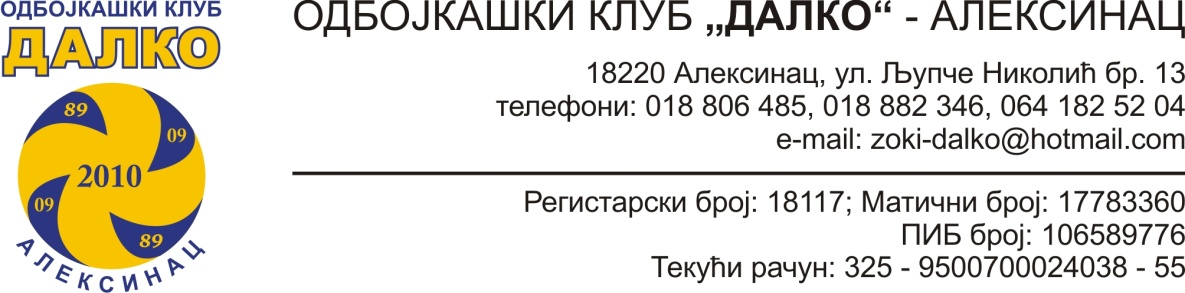 ОДБОЈКАШКИ КЛУБ
ДАЛКО
89
09
2010
09
89
АЛЕКСИНАЦ
ОДБОЈКАШКИ КЛУБ „ДАЛКО“ - АЛЕКСИНАЦ
18220 Алексинац, ул. Љупче Николић бр. 13
телефони: 018 806 485, 018 882 346, 064 182 52 04
e-mail: zoki-dalko@hotmail.com
Регистарски број: 18117; Матични број: 17783360
ПИБ број: 106589776
Текући рачун: 325 - 9500700024038 - 55